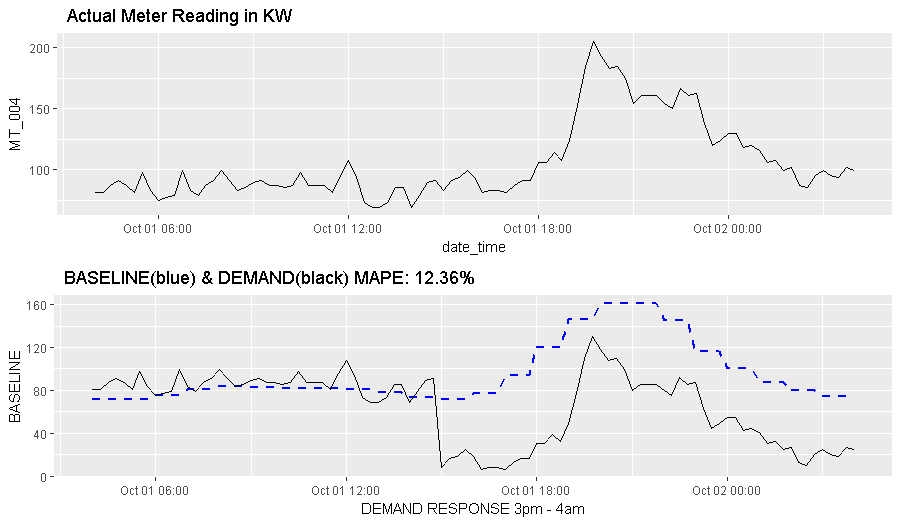 Actual Meter Reading in KW
200
150
100
MT_004
Oct 01 06:00 Oct 01 12:00 Oct 01 18:00 Oct 02 00:00
date_time
BASELINE(blue) & DEMAND(black) MAPE: 12.36%
160
120
80
40
0
BASELINE
Oct 01 06:00 Oct 01 12:00 Oct 01 18:00 Oct 02 00:00
DEMAND RESPONSE 3pm - 4am